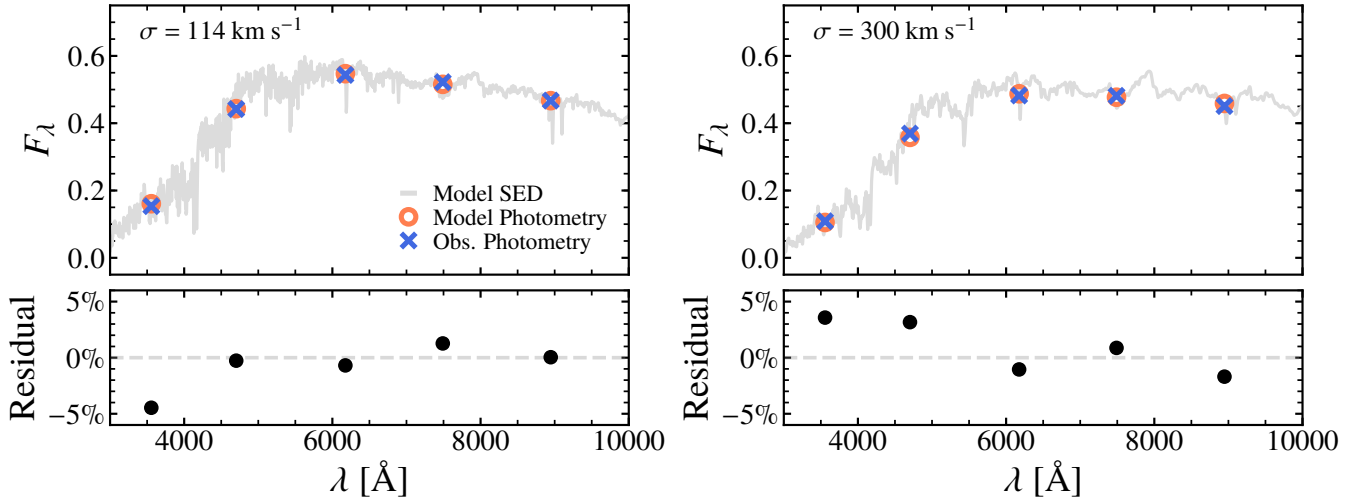 σ = 114 km s⁻¹
F_λ
0.6
0.4
0.2
0.0
Model SED
Model Photometry
Obs. Photometry
Residual
5%
0%
−5%
4000 6000 8000 10000
λ [Å]
σ = 300 km s⁻¹
F_λ
0.6
0.4
0.2
0.0
Residual
5%
0%
−5%
4000 6000 8000 10000
λ [Å]